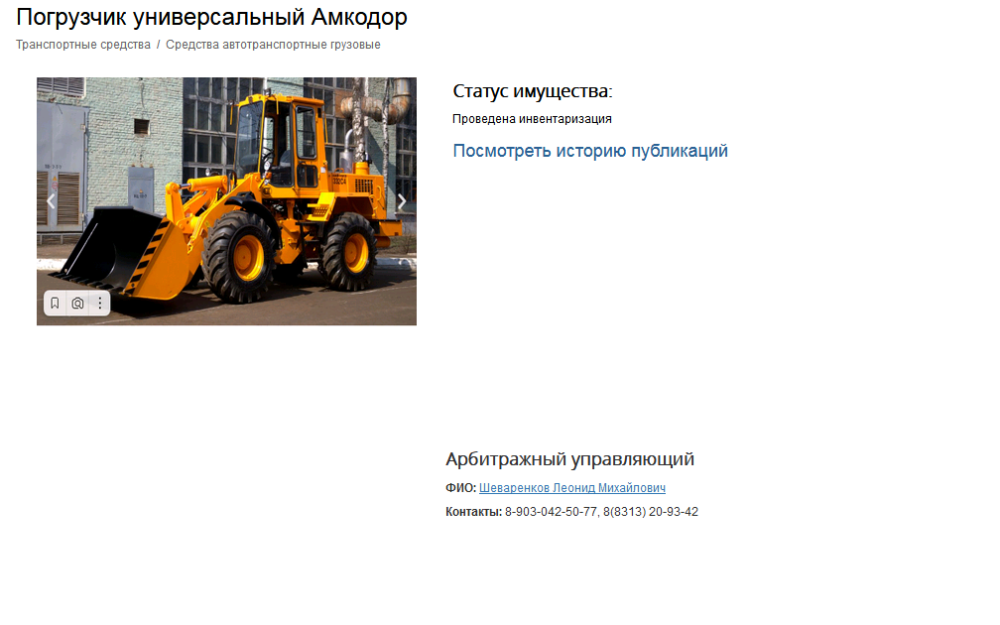 Погрузчик универсальный Амкодор
Транспортные средства / Средства автотранспортные грузовые
Статус имущества:
Проведена инвентаризация
Посмотреть историю публикаций
332C4
Арбитражный управляющий
ФИО: Шеваренков Леонид Михайлович
Контакты: 8-903-042-50-77, 8(8313) 20-93-42